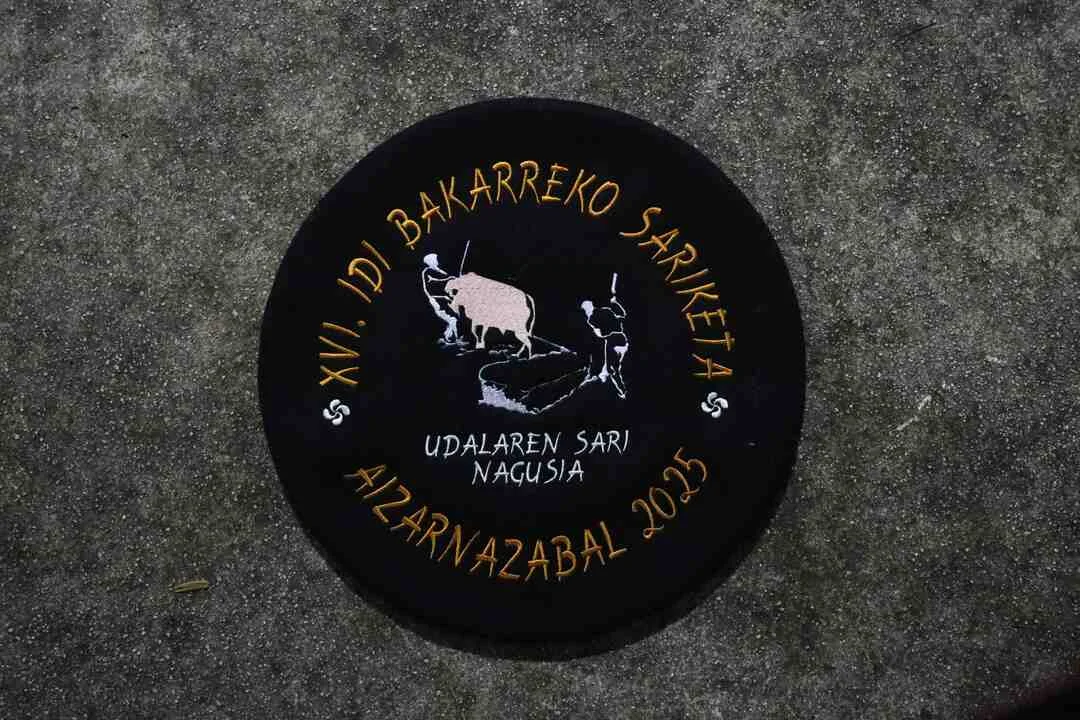 XVI. IDI BAKARREKO SARIKETA
UDALAREN SARI
NAGUSIA
AIZARNAZABAL 2025